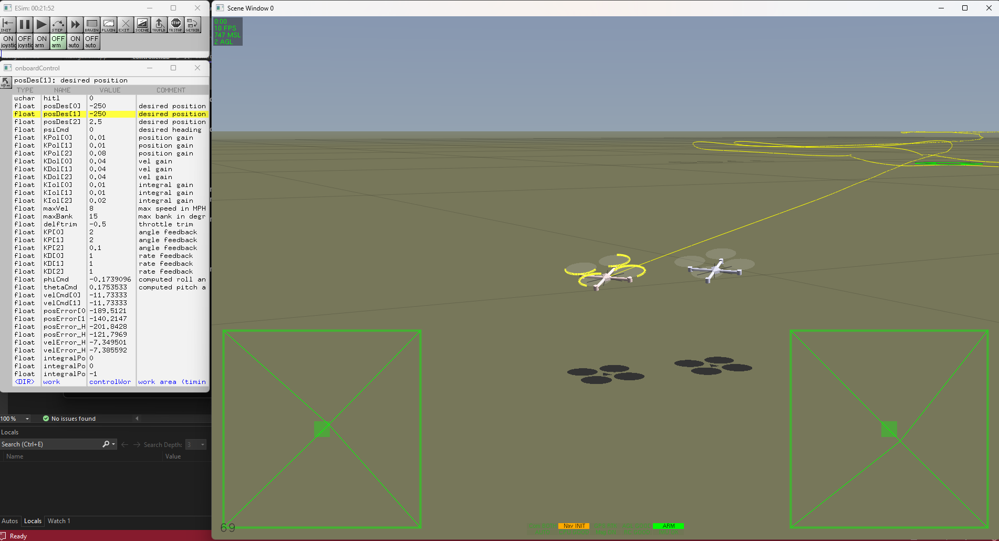 ESim: 00:21:52
INIT STEP BRWIN PLWIN EXIT SCENE TRUPLD STOP TRSTOP GETDIR
ON OFF ON OFF ON OFF
joystic joystic arm arm auto auto
onboardControl
up..
posDes[1]: desired position
TYPE NAME VALUE COMMENT
uchar hitl 0
float posDes[0] -250 desired position
float posDes[1] -250 desired position
float posDes[2] 2.5 desired position
float psiCmd 0 desired heading
float KPol[0] 0.01 position gain
float KPol[1] 0.01 position gain
float KPol[2] 0.08 position gain
float KDol[0] 0.04 vel gain
float KDol[1] 0.04 vel gain
float KDol[2] 0.04 vel gain
float KIol[0] 0.01 integral gain
float KIol[1] 0.01 integral gain
float KIol[2] 0.02 integral gain
float maxVel 8 max speed in MPH
float maxBank 15 max bank in degr
float delftrim -0.5 throttle trim
float KP[0] 2 angle feedback
float KP[1] 2 angle feedback
float KP[2] 0.1 angle feedback
float KD[0] 1 rate feedback
float KD[1] 1 rate feedback
float KD[2] 1 rate feedback
float phiCmd -0.1739096 computed roll an
float thetaCmd 0.1753533 computed pitch a
float velCmd[0] -11.73333
float velCmd[1] -11.73333
float posError[0 -189.5121
float posError[1 -140.2147
float posError_H -201.8428
float posError_H -121.7969
float velError_H -7.349501
float velError_H -7.385592
float integralPo 0
float integralPo 0
float integralPo -1
<DIR> work controlWor work area (timin
100 % No issues found
Locals
Search (Ctrl+E) Search Depth: 3
Name Value
Autos Locals Watch 1
Ready
Scene Window 0
0:00
10 FPS
747 MSL
2 AGL
69
Nav INIT ARM